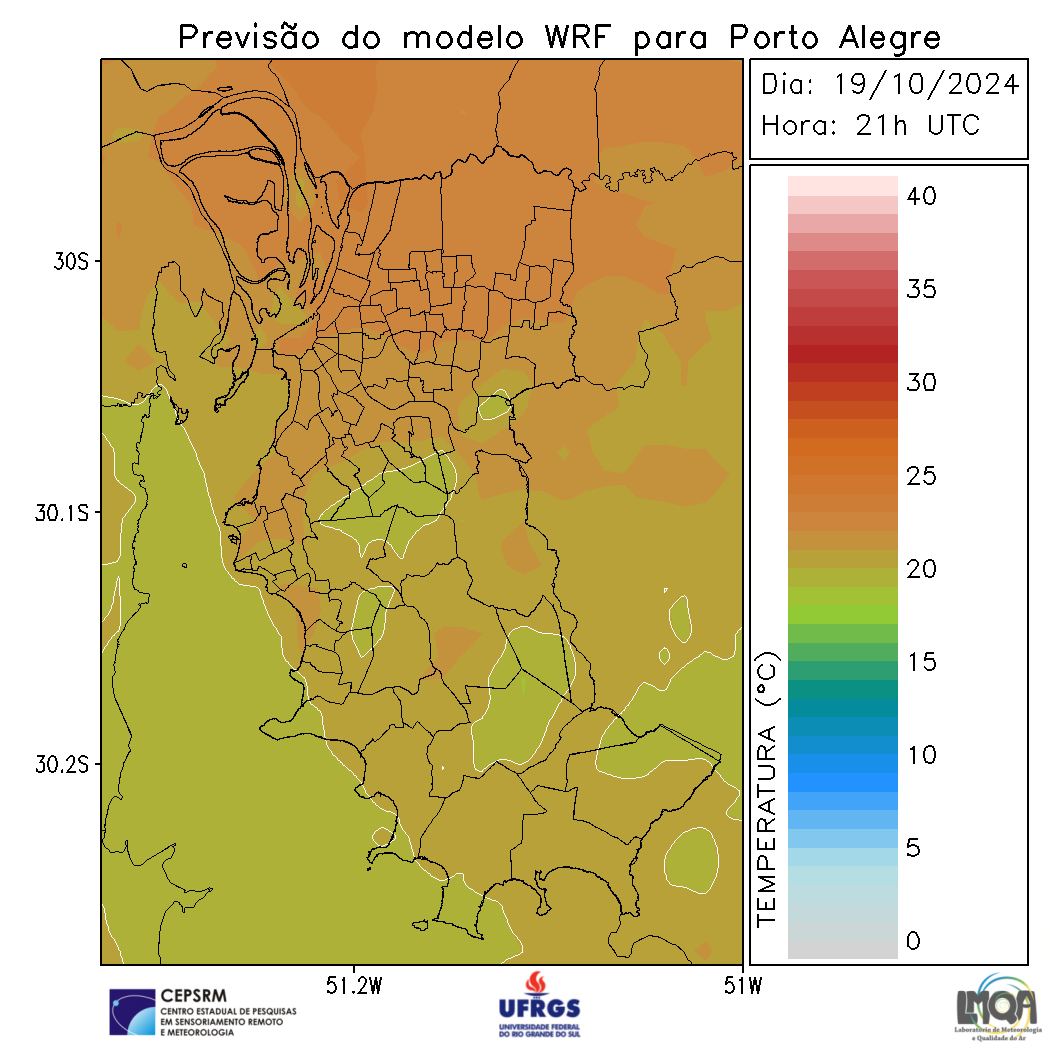 Previsão do modelo WRF para Porto Alegre
Dia: 19/10/2024
Hora: 21h UTC
30S
30.1S
30.2S
51.2W
51W
TEMPERATURA (°C)
40
35
30
25
20
15
10
5
0
CEPSRM
CENTRO ESTADUAL DE PESQUISAS
EM SENSORIAMENTO REMOTO
E METEOROLOGIA
UFRGS
UNIVERSIDADE FEDERAL
DO RIO GRANDE DO SUL
LMQA
Laboratório de Meteorologia
e Qualidade do Ar